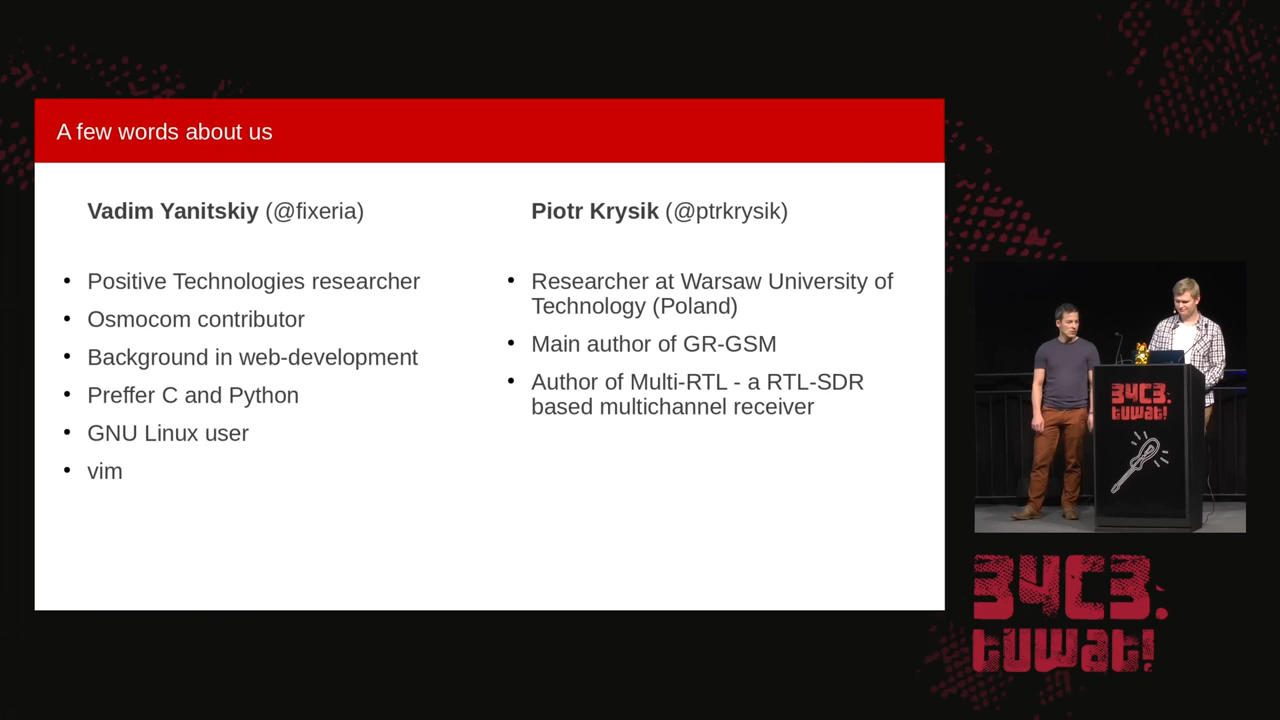 A few words about us
Vadim Yanitskiy (@fixeria)
Positive Technologies researcher
Osmocom contributor
Background in web-development
Preffer C and Python
GNU Linux user
vim
Piotr Krysik (@ptrkrysik)
Researcher at Warsaw University of
Technology (Poland)
Main author of GR-GSM
Author of Multi-RTL - a RTL-SDR
based multichannel receiver
34C3.
tuwat!
34C3.
tuwat!